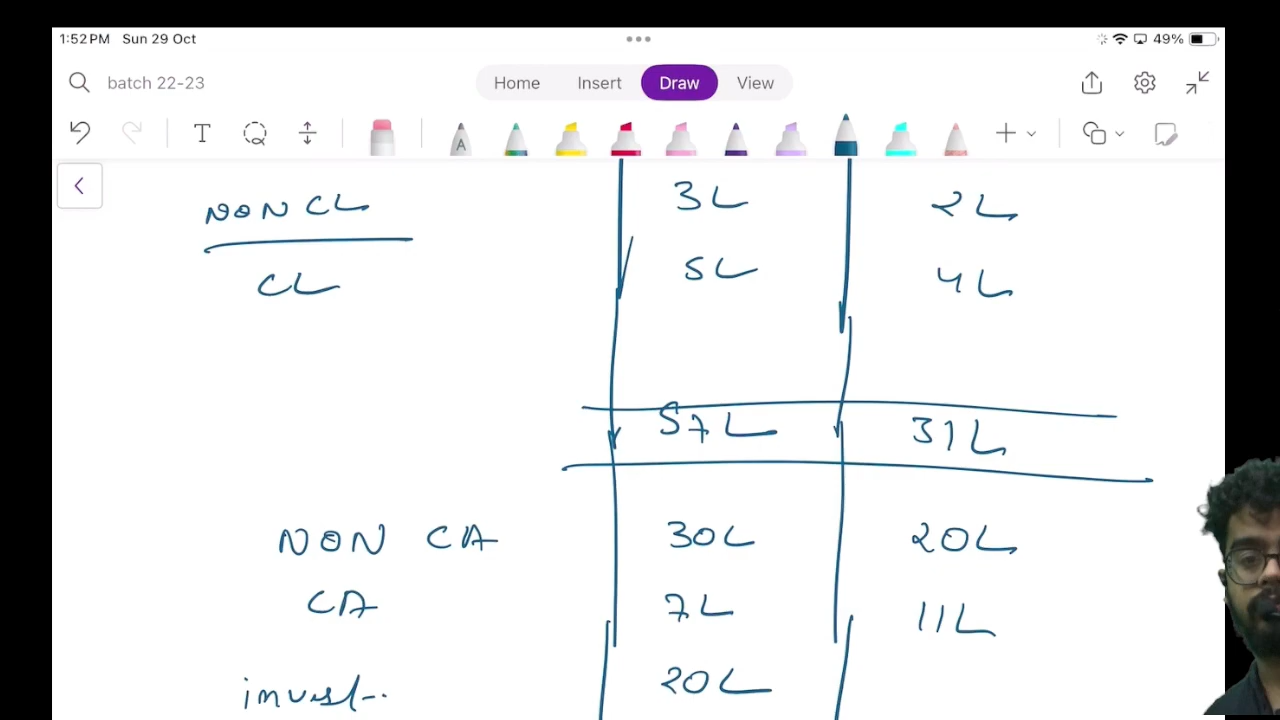 1:52 PM Sun 29 Oct 49%
batch 22-23 Home Insert Draw View
T A
NON CL 3L 2L
CL 5L 4L
57L 31L
NON CA 30L 20L
CA 7L 11L
invest-. 20L